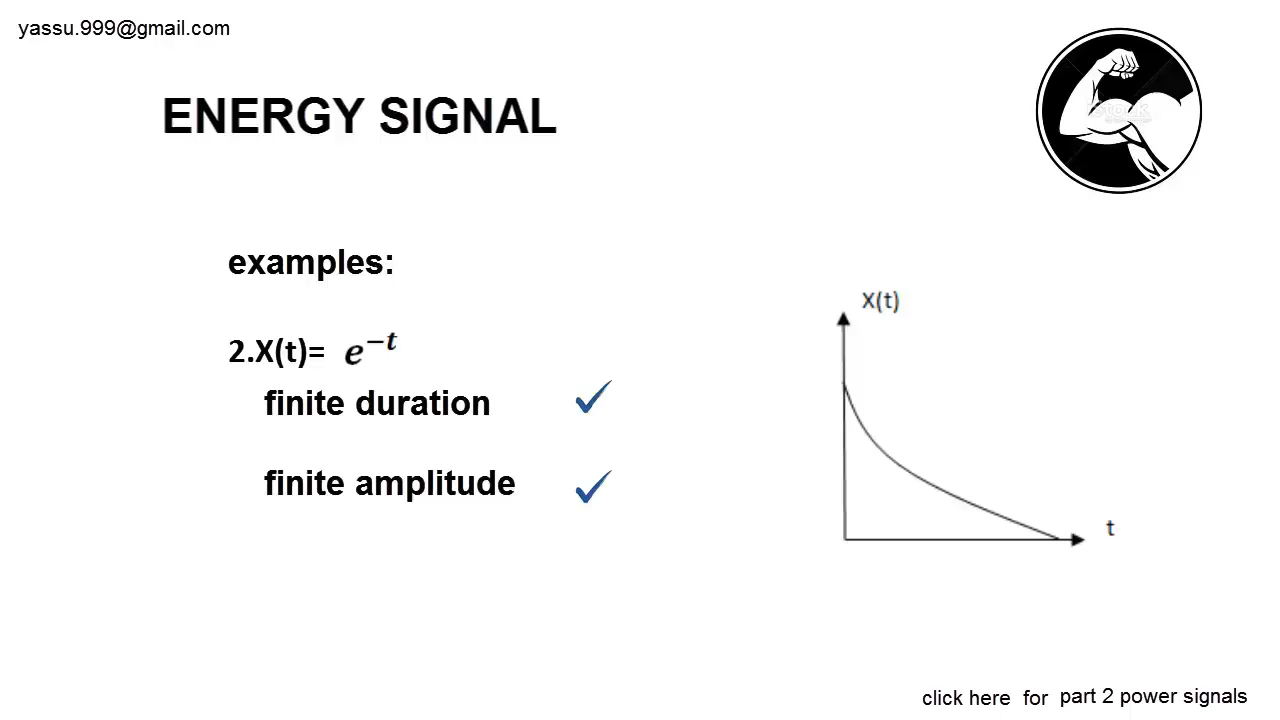 yassu.999@gmail.com
ENERGY SIGNAL
examples:
2.X(t)= e^{-t}
finite duration
finite amplitude
X(t)
t
click here for part 2 power signals